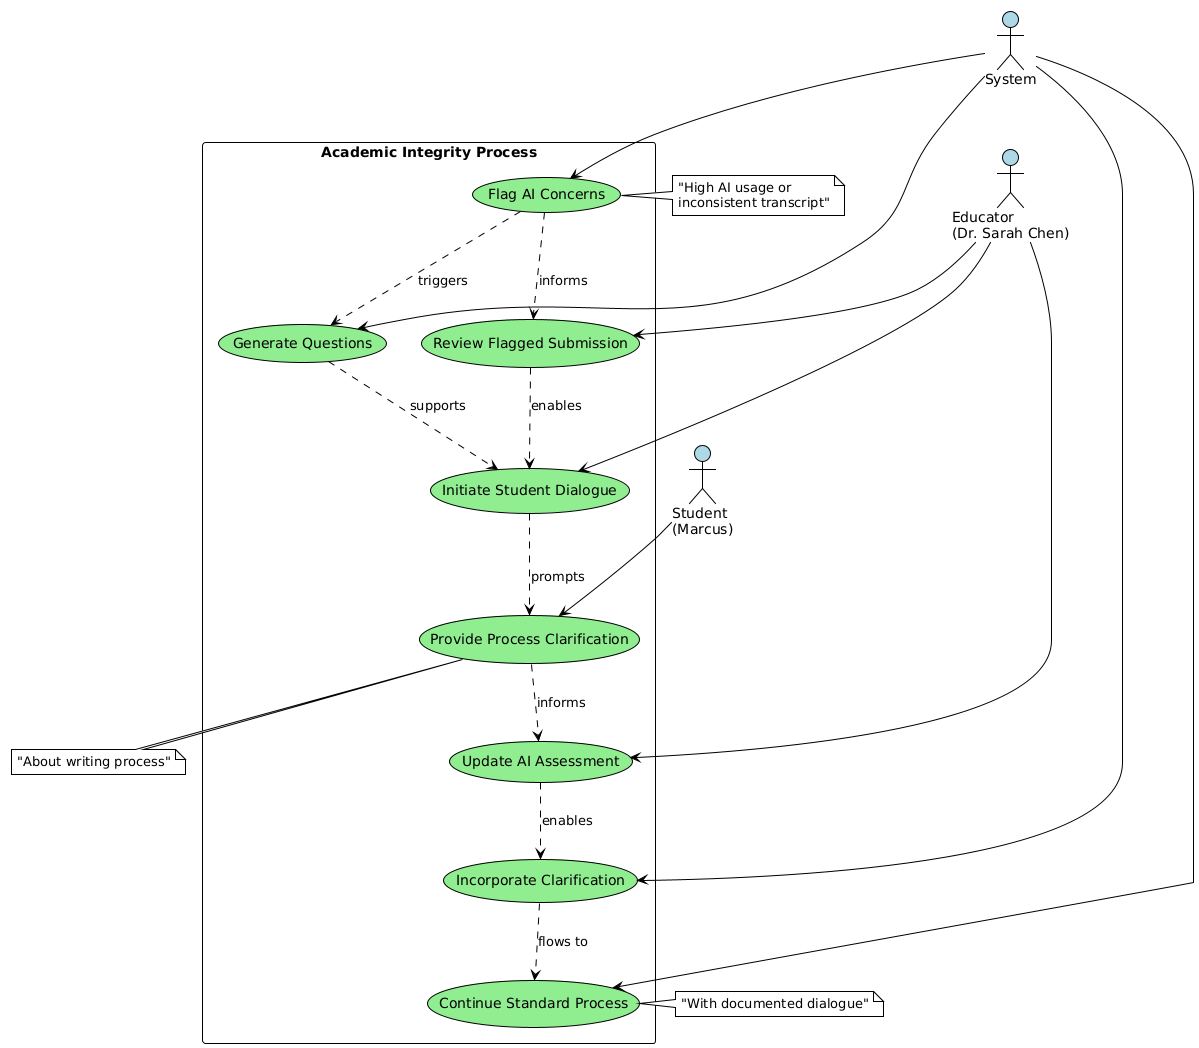 System
Academic Integrity Process
Flag AI Concerns
"High AI usage or
inconsistent transcript"
Educator
(Dr. Sarah Chen)
triggers
informs
Generate Questions
Review Flagged Submission
supports
enables
Initiate Student Dialogue
Student
(Marcus)
prompts
Provide Process Clarification
informs
"About writing process"
Update AI Assessment
enables
Incorporate Clarification
flows to
Continue Standard Process
"With documented dialogue"